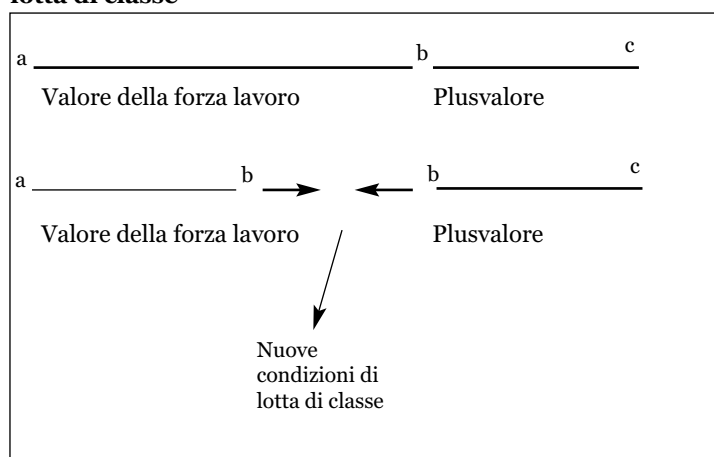 lotta di classe
a b c
Valore della forza lavoro Plusvalore
a b b c
Valore della forza lavoro Plusvalore
Nuove
condizioni di
lotta di classe